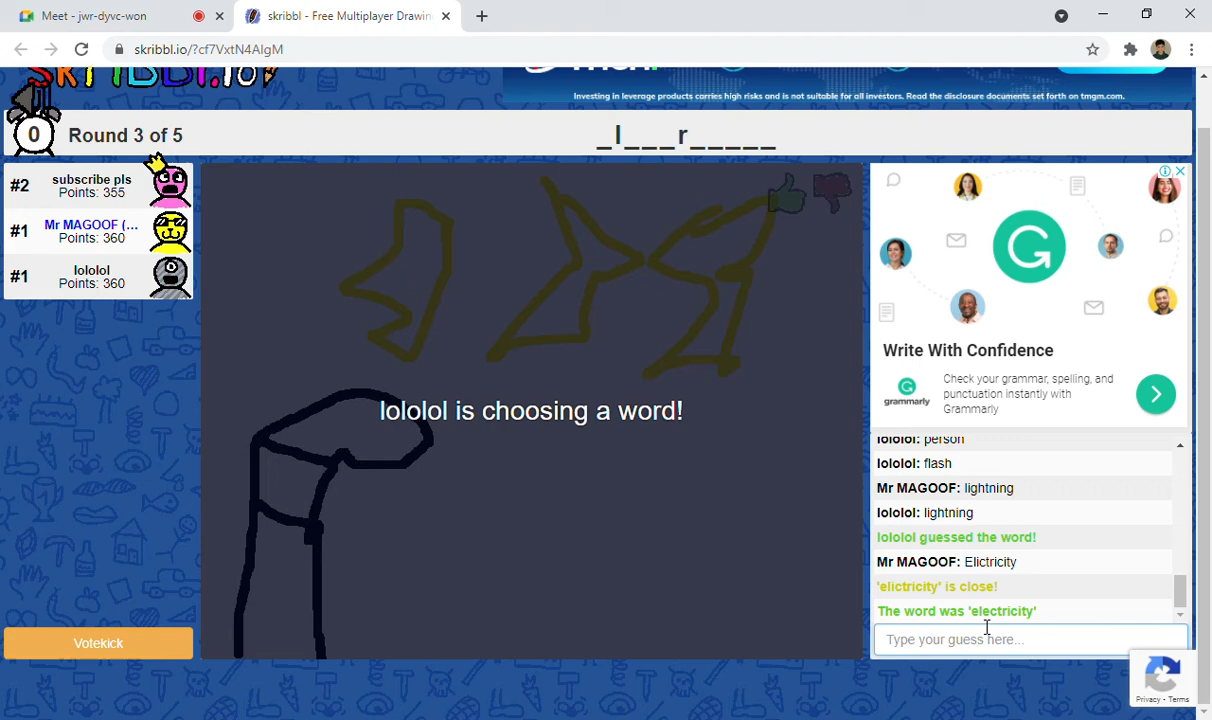 Meet - jwr-dyvc-won
skribbl - Free Multiplayer Drawin
skribbl.io/?cf7VxtN4AIgM
skribbl.io
Investing in leverage products carries high risks and is not suitable for all investors. Read the disclosure documents set forth on tmgm.com.
0
Round 3 of 5
_l___r_____
#2 subscribe pls
Points: 355
#1 Mr MAGOOF (...
Points: 360
#1 lololol
Points: 360
lololol is choosing a word!
Votekick
Write With Confidence
grammarly
Check your grammar, spelling, and
punctuation instantly with
Grammarly
lololol: person
lololol: flash
Mr MAGOOF: lightning
lololol: lightning
lololol guessed the word!
Mr MAGOOF: Elictricity
'elictricity' is close!
The word was 'electricity'
Type your guess here...
Privacy - Terms